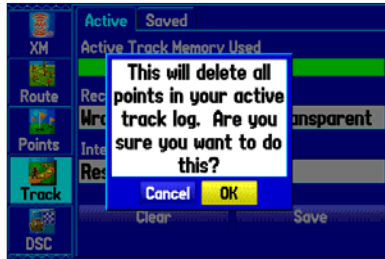 Active Saved
XM
Active Track Memory Used
This will delete all
points in your active
track log. Are you
sure you want to do
this?
Cancel OK
Route
Points
Track
DSC
Clear Save